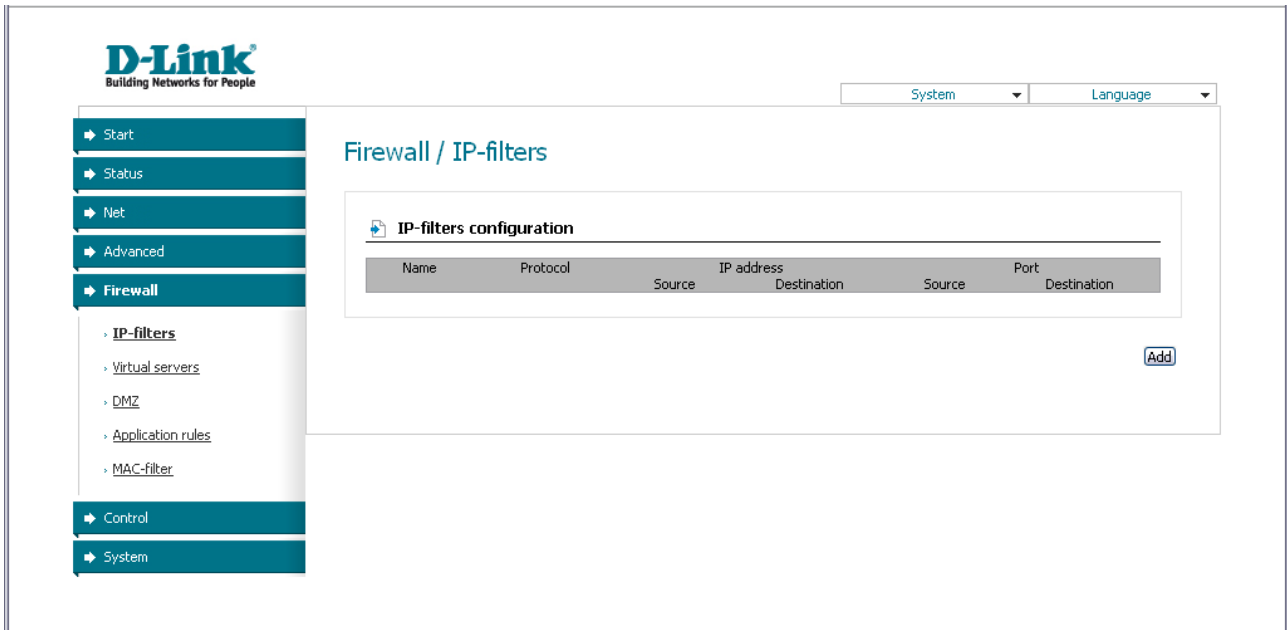 D-Link®
Building Networks for People
System
Language
Start
Status
Net
Advanced
Firewall
IP-filters
Virtual servers
DMZ
Application rules
MAC-filter
Control
System
Firewall / IP-filters
IP-filters configuration
Name Protocol IP address Port
Source Destination Source Destination
Add